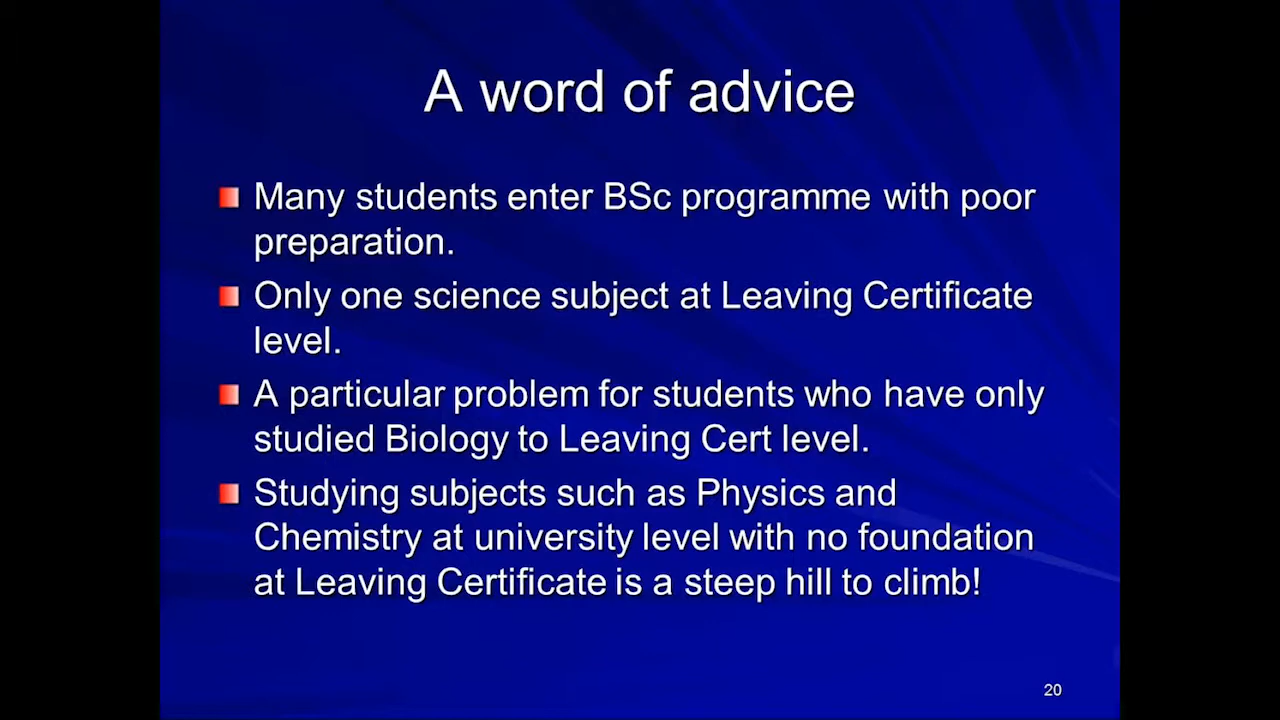 A word of advice
Many students enter BSc programme with poor
preparation.
Only one science subject at Leaving Certificate
level.
A particular problem for students who have only
studied Biology to Leaving Cert level.
Studying subjects such as Physics and
Chemistry at university level with no foundation
at Leaving Certificate is a steep hill to climb!
20